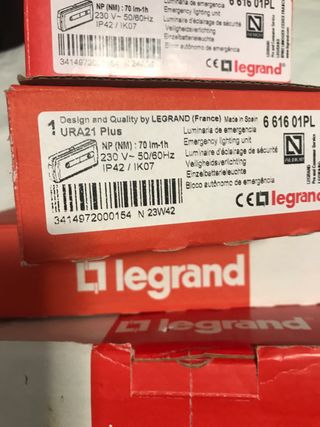 NP (NM) : 70 lm-1h
230 V~ 50/60Hz
IP42 / IK07
Emergency lighting unit
Luminaire d'éclairage de sécurité
Veiligheidsverlichting
Einzelbatterieleuchte
Bloco autónomo de emergência
6 616 01PL
CE legrand
1 Design and Quality by LEGRAND (France) Made in Spain
URA21 Plus
NP (NM) : 70 lm-1h
230 V~ 50/60Hz
IP42 / IK07
3414972000154 N 23W42
Luminaria de emergencia
Emergency lighting unit
Luminaire d'éclairage de sécurité
Veiligheidsverlichting
Einzelbatterieleuchte
Bloco autónomo de emergência
6 616 01PL
CE legrand
legrand
legrand